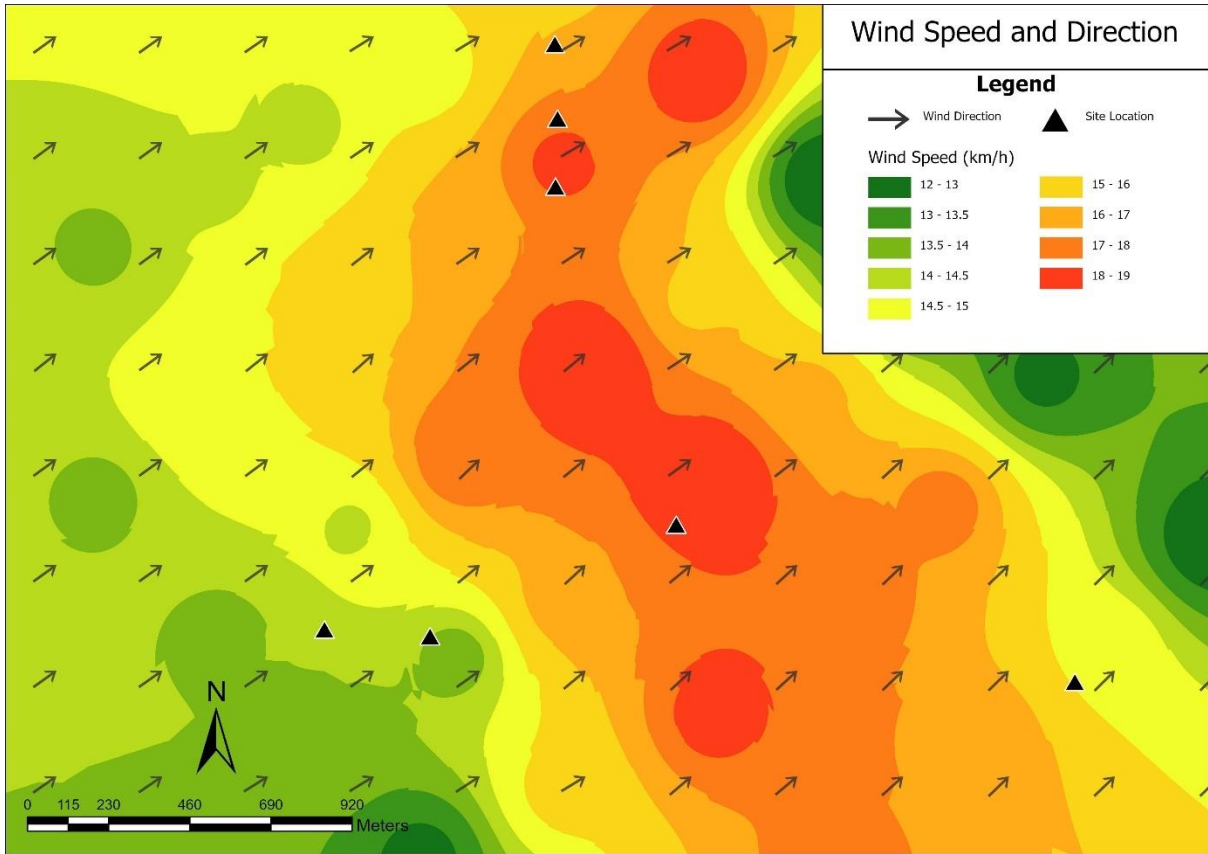 Wind Speed and Direction
Legend
Wind Direction
Site Location
Wind Speed (km/h)
12 - 13
13 - 13.5
13.5 - 14
14 - 14.5
14.5 - 15
15 - 16
16 - 17
17 - 18
18 - 19
N
0 115 230 460 690 920
Meters